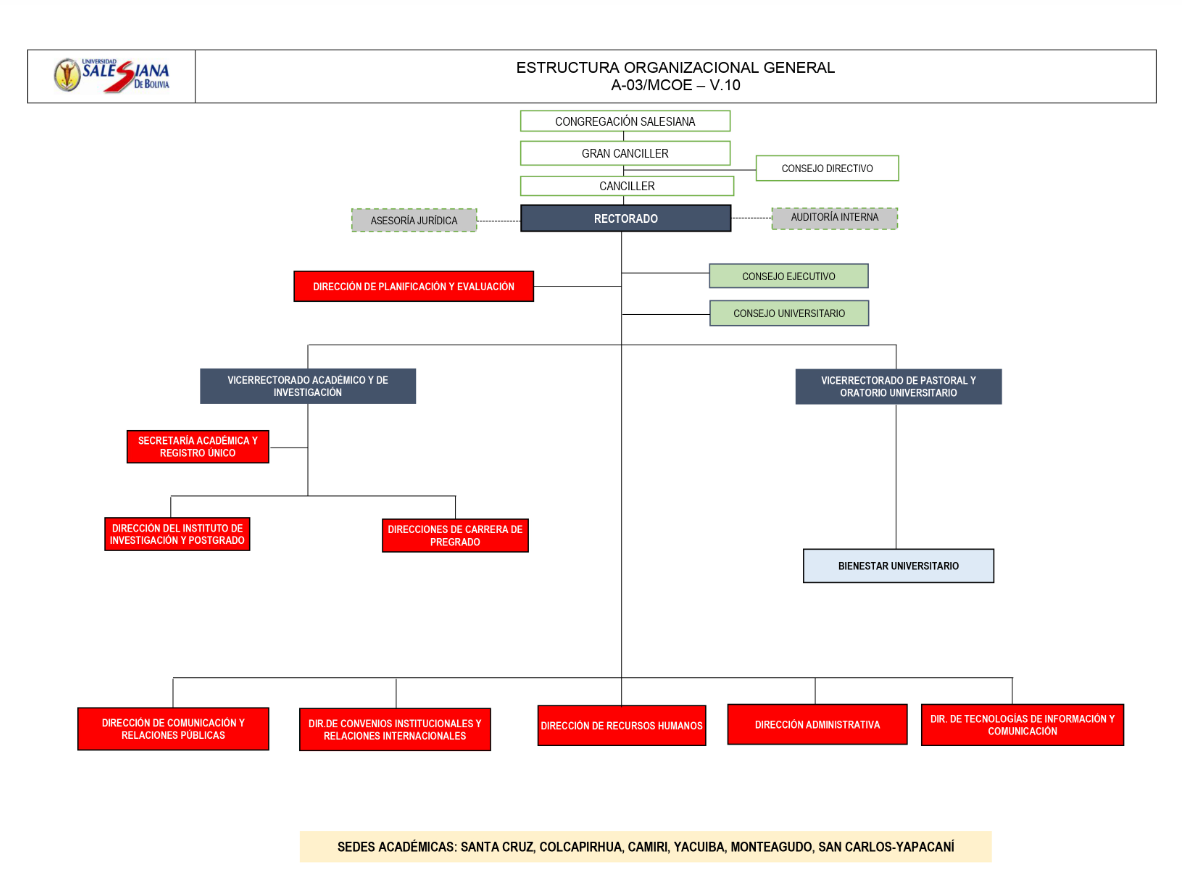 UNIVERSIDAD
SALESIANA
DE BOLIVIA
ESTRUCTURA ORGANIZACIONAL GENERAL
A-03/MCOE – V.10
CONGREGACIÓN SALESIANA
GRAN CANCILLER
CONSEJO DIRECTIVO
CANCILLER
ASESORÍA JURÍDICA
RECTORADO
AUDITORÍA INTERNA
DIRECCIÓN DE PLANIFICACIÓN Y EVALUACIÓN
CONSEJO EJECUTIVO
CONSEJO UNIVERSITARIO
VICERRECTORADO ACADÉMICO Y DE
INVESTIGACIÓN
VICERRECTORADO DE PASTORAL Y
ORATORIO UNIVERSITARIO
SECRETARÍA ACADÉMICA Y
REGISTRO ÚNICO
DIRECCIÓN DEL INSTITUTO DE
INVESTIGACIÓN Y POSTGRADO
DIRECCIONES DE CARRERA DE
PREGRADO
BIENESTAR UNIVERSITARIO
DIRECCIÓN DE COMUNICACIÓN Y
RELACIONES PÚBLICAS
DIR.DE CONVENIOS INSTITUCIONALES Y
RELACIONES INTERNACIONALES
DIRECCIÓN DE RECURSOS HUMANOS
DIRECCIÓN ADMINISTRATIVA
DIR. DE TECNOLOGÍAS DE INFORMACIÓN Y
COMUNICACIÓN
SEDES ACADÉMICAS: SANTA CRUZ, COLCAPIRHUA, CAMIRI, YACUIBA, MONTEAGUDO, SAN CARLOS-YAPACANÍ